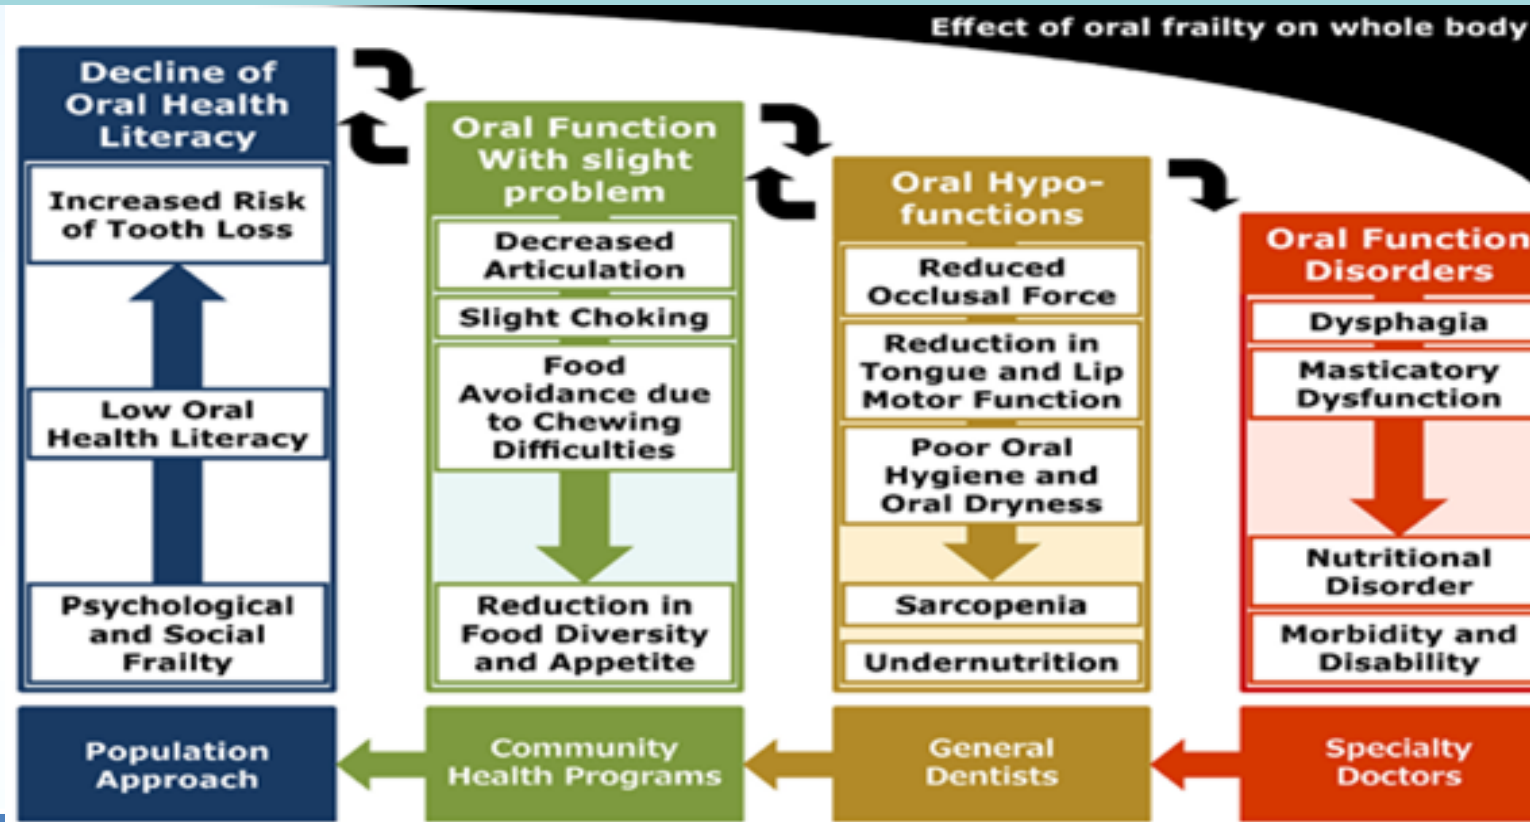 Effect of oral frailty on whole body
Decline of
Oral Health
Literacy
Increased Risk
of Tooth Loss
Low Oral
Health Literacy
Psychological
and Social
Frailty
Population
Approach
Oral Function
With slight
problem
Decreased
Articulation
Slight Choking
Food
Avoidance due
to Chewing
Difficulties
Reduction in
Food Diversity
and Appetite
Community
Health Programs
Oral Hypo-
functions
Reduced
Occlusal Force
Reduction in
Tongue and Lip
Motor Function
Poor Oral
Hygiene and
Oral Dryness
Sarcopenia
Undernutrition
General
Dentists
Oral Function
Disorders
Dysphagia
Masticatory
Dysfunction
Nutritional
Disorder
Morbidity and
Disability
Specialty
Doctors